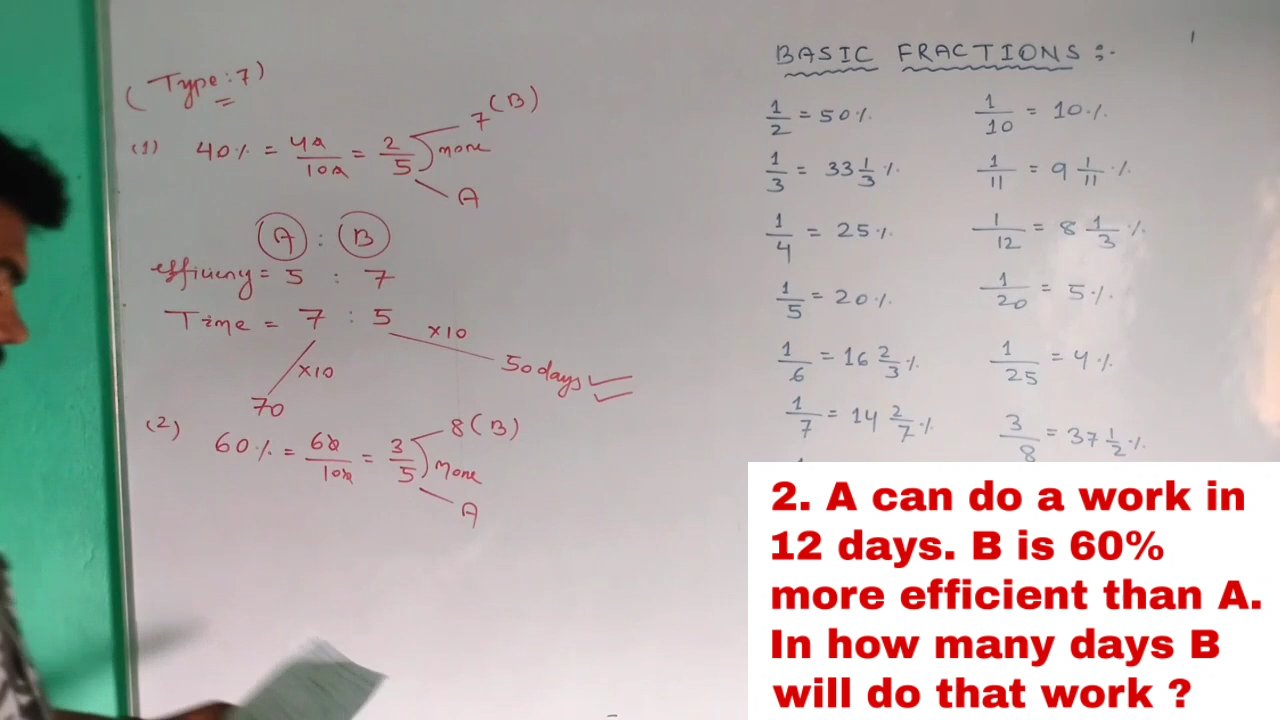 (Type:7)
(1) 40% = 40/100 = 2/5 more 7 (B)
A
A : B
efficiency = 5 : 7
Time = 7 : 5
×10
×10
50 days
70
(2) 60% = 60/100 = 3/5 more 8 (B)
A
BASIC FRACTIONS :-
1/2 = 50%
1/3 = 33 1/3 %
1/4 = 25%
1/5 = 20%
1/6 = 16 2/3 %
1/7 = 14 2/7 %
1/10 = 10%
1/11 = 9 1/11 %
1/12 = 8 1/3 %
1/20 = 5%
1/25 = 4%
3/8 = 37 1/2 %
2. A can do a work in
12 days. B is 60%
more efficient than A.
In how many days B
will do that work ?